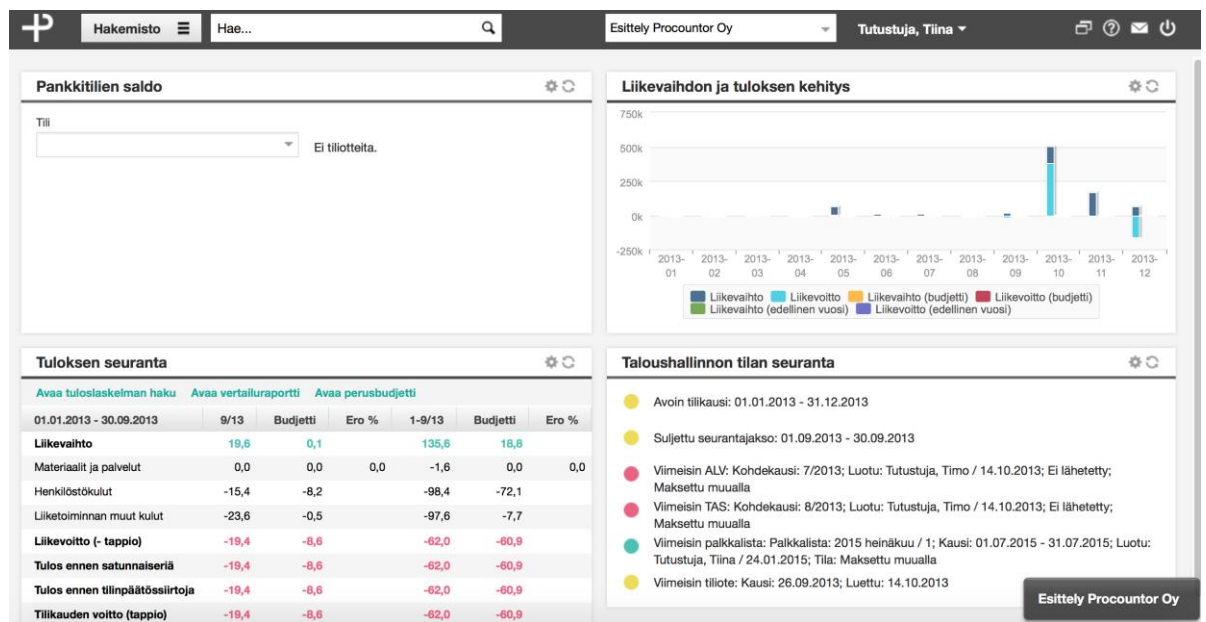 Hakemisto
Hae...
Esittely Procountor Oy
Tutustuja, Tiina
Pankkitilien saldo
Tili
Ei tiliotteita.
Liikevaihdon ja tuloksen kehitys
750k
500k
250k
0k
-250k
2013-01 2013-02 2013-03 2013-04 2013-05 2013-06 2013-07 2013-08 2013-09 2013-10 2013-11 2013-12
Liikevaihto Liikevoitto Liikevaihto (budjetti) Liikevoitto (budjetti)
Liikevaihto (edellinen vuosi) Liikevoitto (edellinen vuosi)
Tuloksen seuranta
Avaa tuloslaskelman haku Avaa vertailuraportti Avaa perusbudjetti
01.01.2013 - 30.09.2013 9/13 Budjetti Ero % 1-9/13 Budjetti Ero %
Liikevaihto 19,6 0,1 135,6 18,8
Materiaalit ja palvelut 0,0 0,0 0,0 -1,6 0,0 0,0
Henkilöstökulut -15,4 -8,2 -98,4 -72,1
Liiketoiminnan muut kulut -23,6 -0,5 -97,6 -7,7
Liikevoitto (- tappio) -19,4 -8,6 -62,0 -60,9
Tulos ennen satunnaiseriä -19,4 -8,6 -62,0 -60,9
Tulos ennen tilinpäätössiirtoja -19,4 -8,6 -62,0 -60,9
Tilikauden voitto (tappio) -19,4 -8,6 -62,0 -60,9
Taloushallinnon tilan seuranta
Avoin tilikausi: 01.01.2013 - 31.12.2013
Suljettu seurantajakso: 01.09.2013 - 30.09.2013
Viimeisin ALV: Kohdekausi: 7/2013; Luotu: Tutustuja, Timo / 14.10.2013; Ei lähetetty;
Maksettu muualla
Viimeisin TAS: Kohdekausi: 8/2013; Luotu: Tutustuja, Timo / 14.10.2013; Ei lähetetty;
Maksettu muualla
Viimeisin palkkalista: Palkkalista: 2015 heinäkuu / 1; Kausi: 01.07.2015 - 31.07.2015; Luotu:
Tutustuja, Tiina / 24.01.2015; Tila: Maksettu muualla
Viimeisin tiliote: Kausi: 26.09.2013; Luettu: 14.10.2013
Esittely Procountor Oy